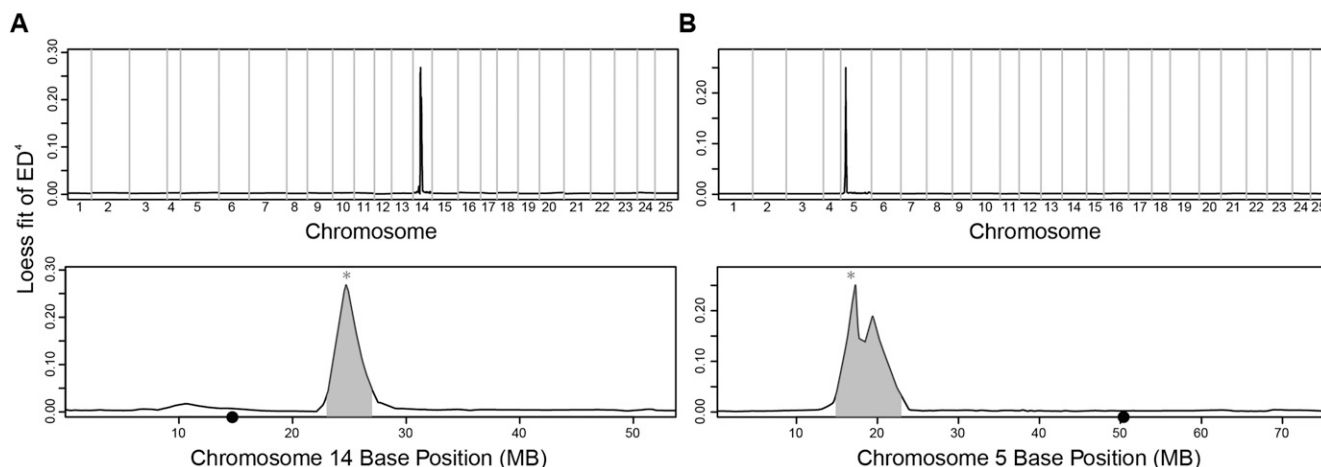 A
B
Loess fit of ED⁴
0.00 0.10 0.20 0.30
1 2 3 4 5 6 7 8 9 10 11 12 13 14 15 16 17 18 19 20 21 22 23 24 25
Chromosome
0.00 0.10 0.20
1 2 3 4 5 6 7 8 9 10 11 12 13 14 15 16 17 18 19 20 21 22 23 24 25
Chromosome
0.00 0.10 0.20 0.30
*
10 20 30 40 50
Chromosome 14 Base Position (MB)
0.00 0.10 0.20
*
10 20 30 40 50 60 70
Chromosome 5 Base Position (MB)